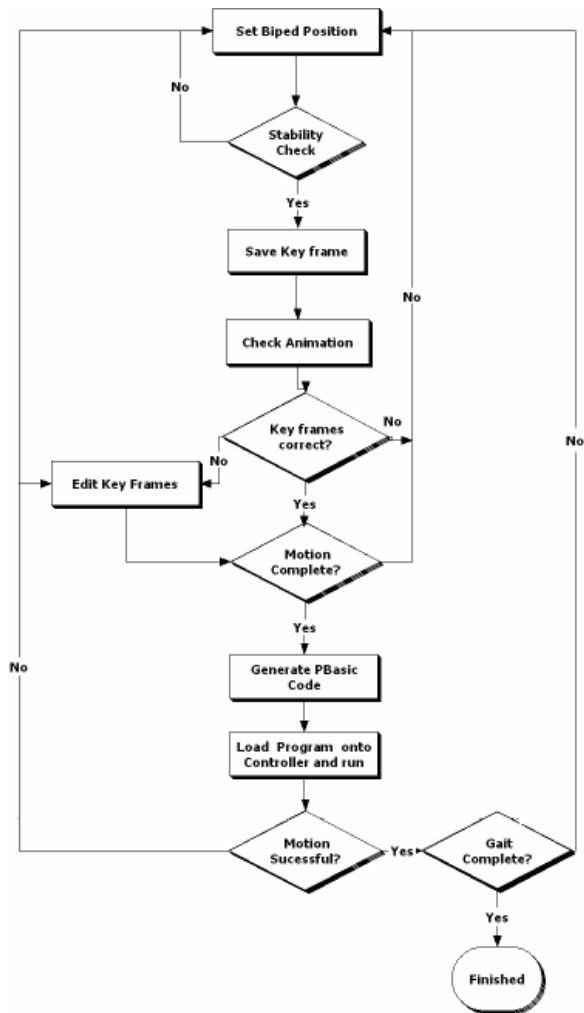 Set Biped Position
No
Stability
Check
Yes
Save Key frame
No
Check Animation
Key frames
correct?
No
No
No
Edit Key Frames
Yes
Motion
Complete?
Yes
No
Generate PBasic
Code
Load Program onto
Controller and run
Motion
Sucessful?
Yes
Gait
Complete?
Yes
Finished